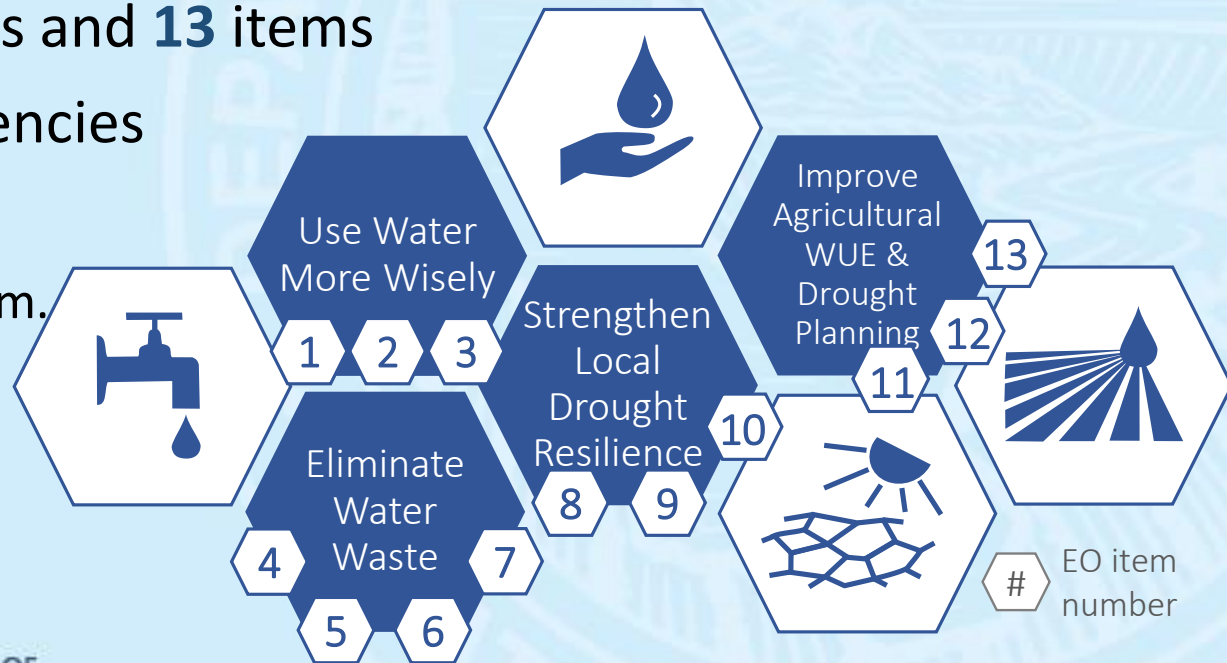 s and 13 items
encies
m.
Use Water
More Wisely
1 2 3
Eliminate
Water
Waste
4
5
6
7
Strengthen
Local
Drought
Resilience
8
9
10
Improve
Agricultural
WUE &
Drought
Planning
11
12
13
# EO item
number